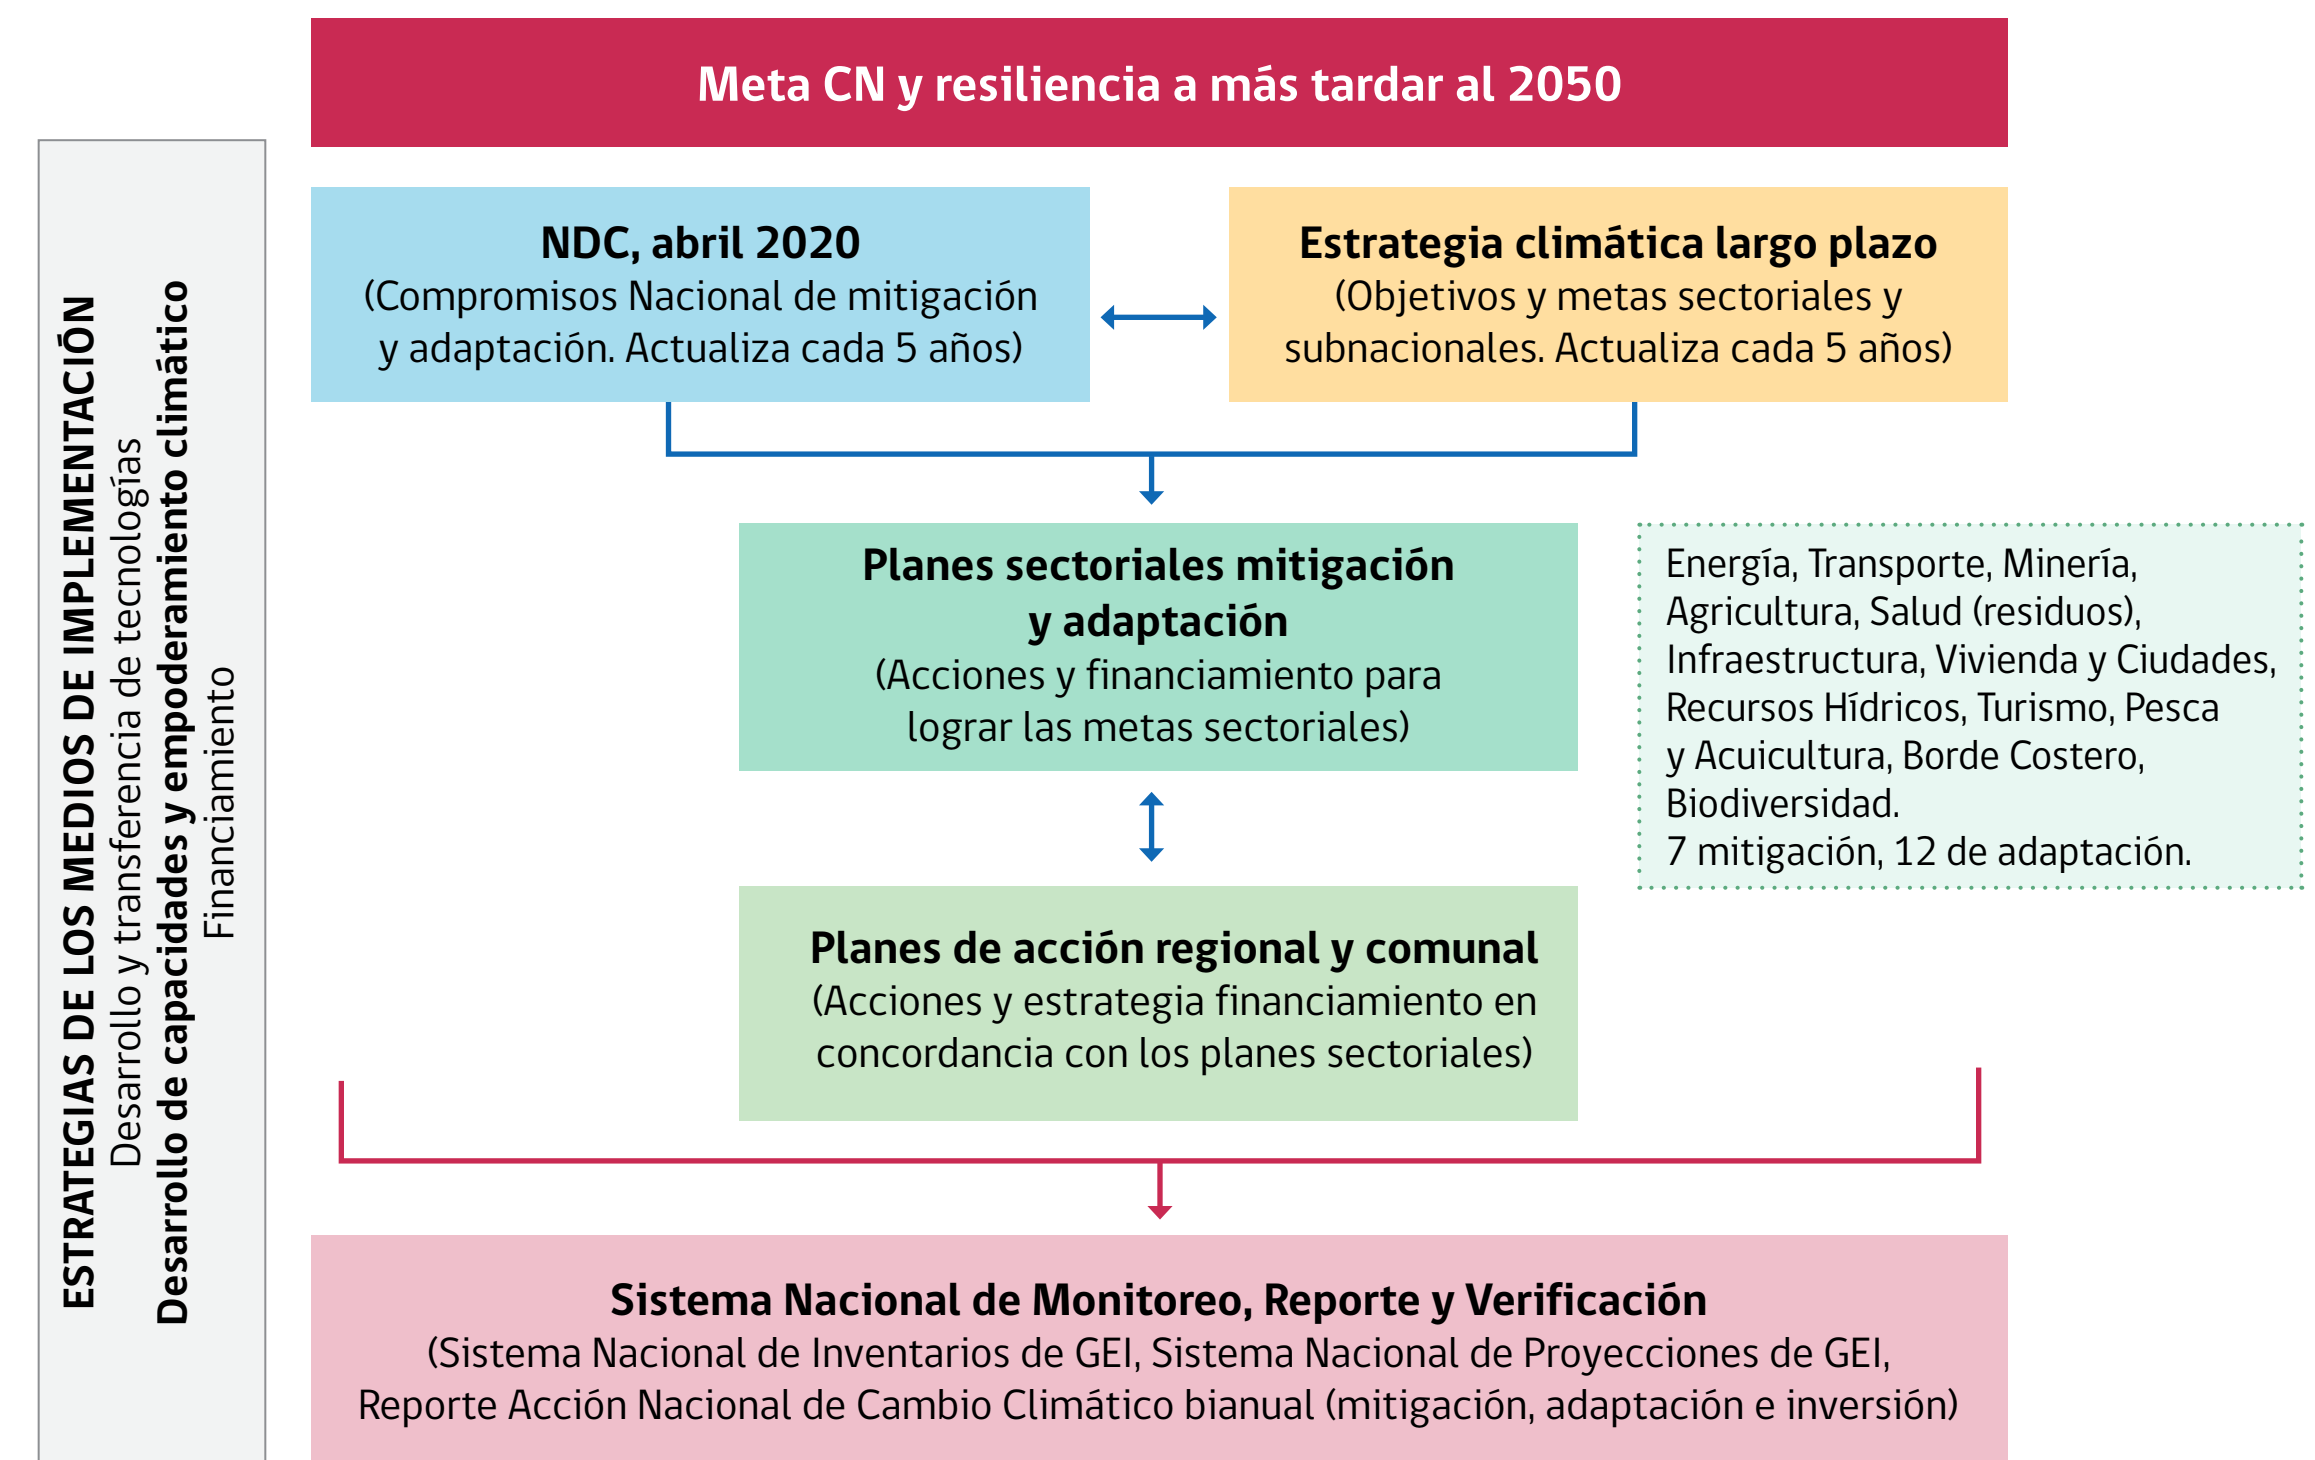 Meta CN y resiliencia a más tardar al 2050
ESTRATEGIAS DE LOS MEDIOS DE IMPLEMENTACIÓN
Desarrollo y transferencia de tecnologías
Desarrollo de capacidades y empoderamiento climático
Financiamiento
NDC, abril 2020
(Compromisos Nacional de mitigación
y adaptación. Actualiza cada 5 años)
Estrategia climática largo plazo
(Objetivos y metas sectoriales y
subnacionales. Actualiza cada 5 años)
Planes sectoriales mitigación
y adaptación
(Acciones y financiamiento para
lograr las metas sectoriales)
Energía, Transporte, Minería,
Agricultura, Salud (residuos),
Infraestructura, Vivienda y Ciudades,
Recursos Hídricos, Turismo, Pesca
y Acuicultura, Borde Costero,
Biodiversidad.
7 mitigación, 12 de adaptación.
Planes de acción regional y comunal
(Acciones y estrategia financiamiento en
concordancia con los planes sectoriales)
Sistema Nacional de Monitoreo, Reporte y Verificación
(Sistema Nacional de Inventarios de GEI, Sistema Nacional de Proyecciones de GEI,
Reporte Acción Nacional de Cambio Climático bianual (mitigación, adaptación e inversión)